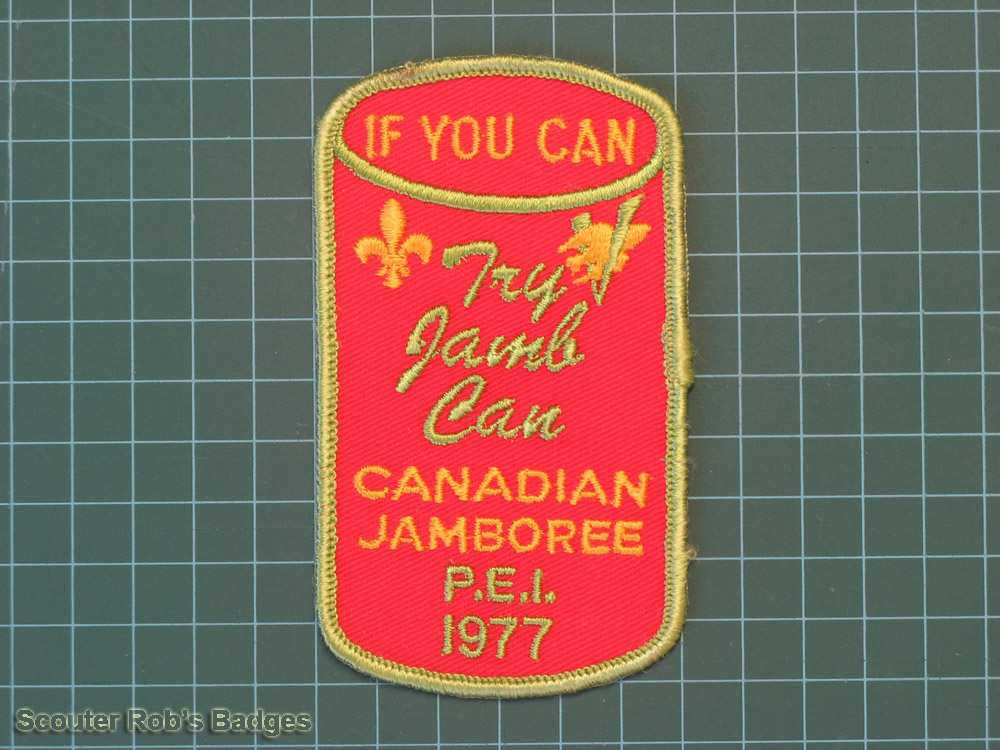 IF YOU CAN
Try
Jamb
Can
CANADIAN
JAMBOREE
P.E.I.
1977
Scouter Rob's Badges